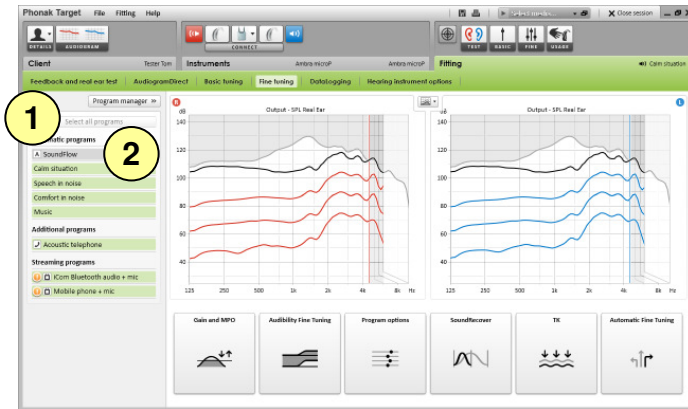 Phonak Target File Fitting Help
Select media...
Close session
DETAILS AUDIOGRAM
CONNECT
TEST BASIC FINE USABLE
Client Tester Tom
Instruments Ambra microP Ambra microP
Fitting Calm situation
Feedback and real ear test AudiogramDirect Basic tuning Fine tuning DataLogging Hearing instrument options
Program manager »
1
Select all programs
2
A SoundFlow
Calm situation
Speech in noise
Comfort in noise
Music
Additional programs
Acoustic telephone
Streaming programs
iCom Bluetooth audio + mic
Mobile phone + mic
R
dB Output - SPL Real Ear
140
120
100
80
60
40
125 250 500 1k 2k 4k 8k Hz
L
dB Output - SPL Real Ear
140
120
100
80
60
40
125 250 500 1k 2k 4k 8k Hz
Gain and MPO
Audibility Fine Tuning
Program options
SoundRecover
TK
Automatic Fine Tuning